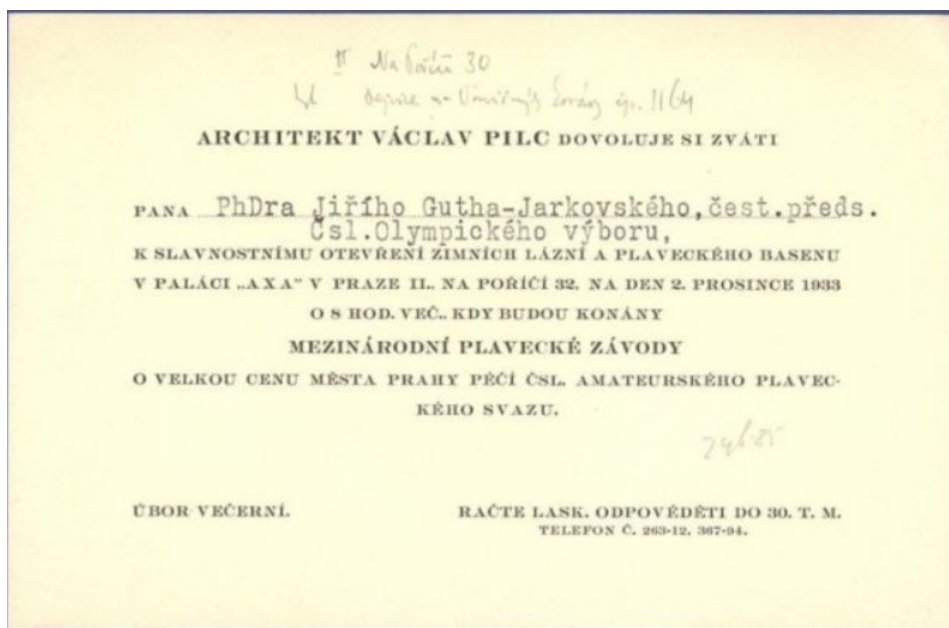 II Na Poříčí 30
čp. 1164
ARCHITEKT VÁCLAV PILC DOVOLUJE SI ZVÁTI
PANA PhDra Jiřího Gutha-Jarkovského, čest.předs.
Čsl.Olympického výboru,
K SLAVNOSTNÍMU OTEVŘENÍ ZIMNÍCH LÁZNÍ A PLAVECKÉHO BASENU
V PALÁCI „AXA" V PRAZE II., NA POŘÍČÍ 32, NA DEN 2. PROSINCE 1933
O 8 HOD. VEČ., KDY BUDOU KONÁNY
MEZINÁRODNÍ PLAVECKÉ ZÁVODY
O VELKOU CENU MĚSTA PRAHY PÉČÍ ČSL. AMATEURSKÉHO PLAVEC-
KÉHO SVAZU.
ÚBOR VEČERNÍ.
RAČTE LASK. ODPOVĚDĚTI DO 30. T. M.
TELEFON Č. 263-12, 367-94.